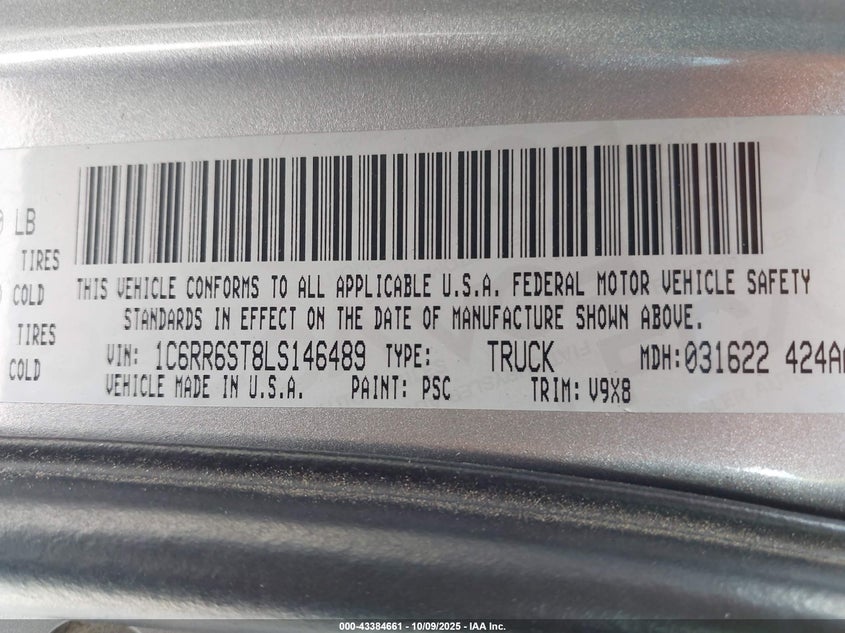 0 LB
TIRES
COLD
TIRES
COLD
THIS VEHICLE CONFORMS TO ALL APPLICABLE U.S.A. FEDERAL MOTOR VEHICLE SAFETY
STANDARDS IN EFFECT ON THE DATE OF MANUFACTURE SHOWN ABOVE.
VIN: 1C6RR6ST8LS146489 TYPE: TRUCK MDH:031622 424A
VEHICLE MADE IN U.S.A. PAINT: PSC TRIM: V9X8
000-43384661 - 10/09/2025 - IAA Inc.